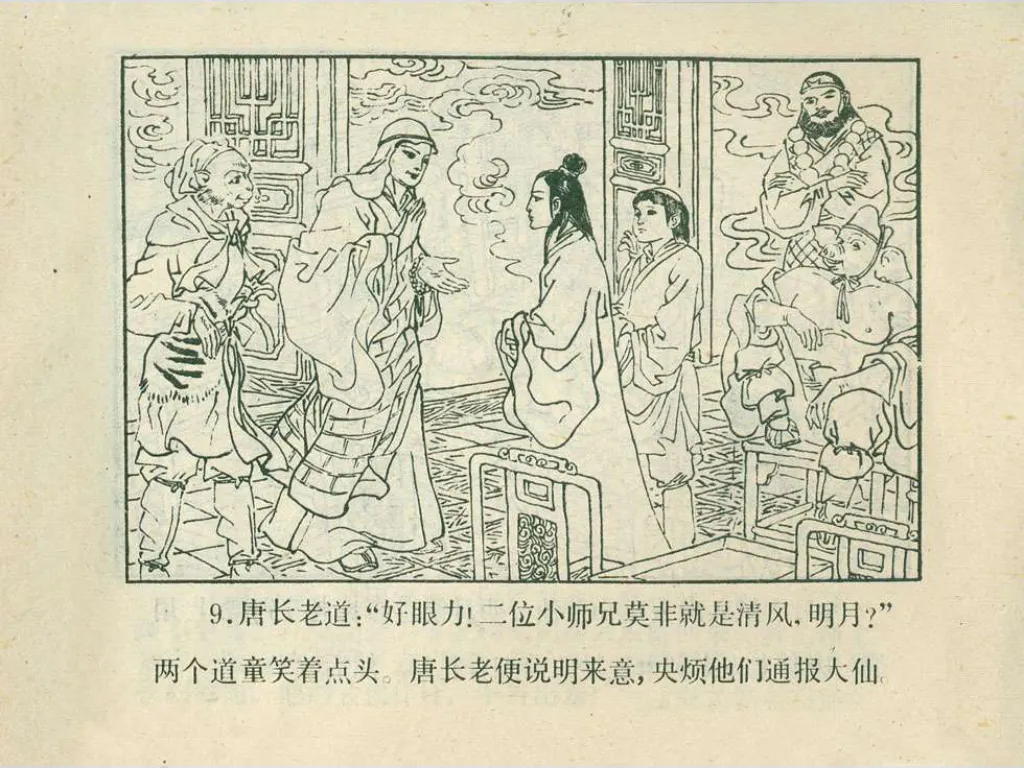 9.唐长老道：“好眼力！二位小师兄莫非就是清风、明月？”
两个道童笑着点头。唐长老便说明来意，央烦他们通报大仙。